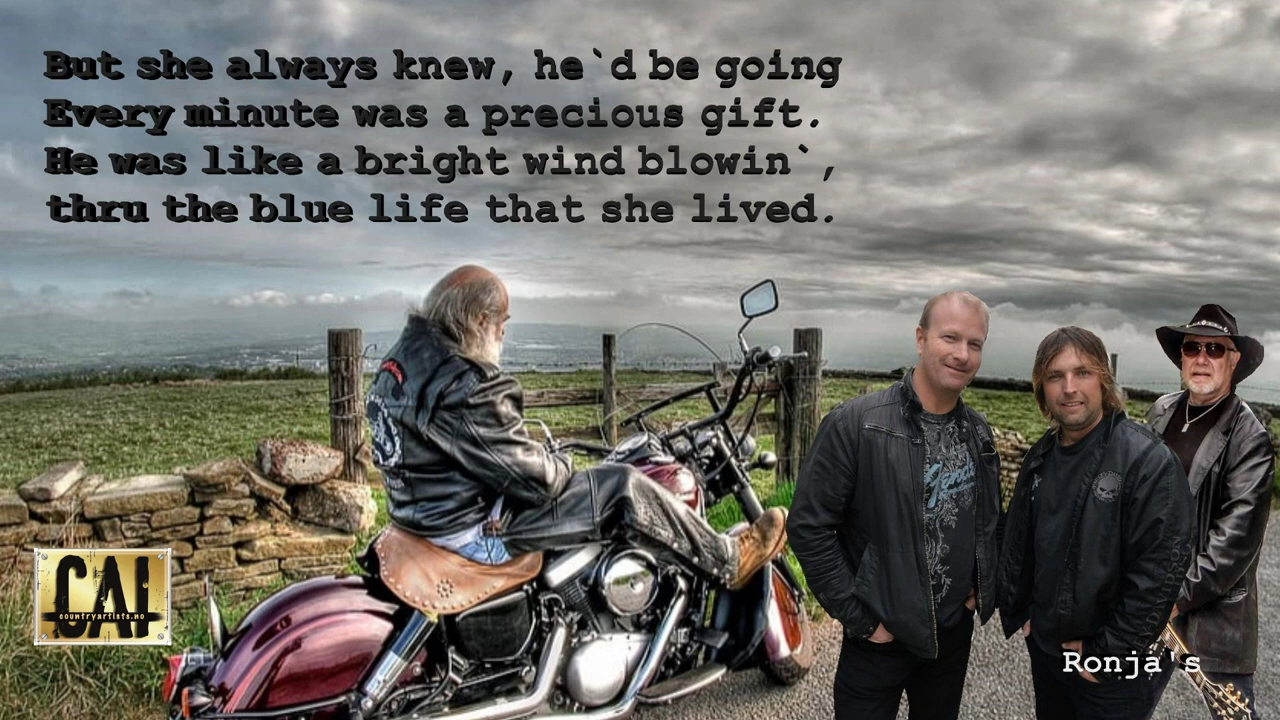 But she always knew, he`d be going
Every minute was a precious gift.
He was like a bright wind blowin`,
thru the blue life that she lived.
CAI
countryartists.no
Ronja's